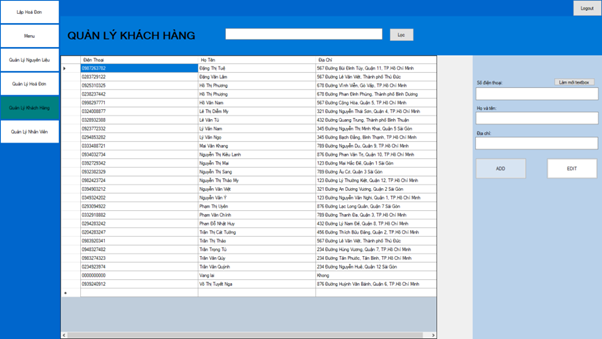 Lập Hoá Đơn
Logout
Menu
QUẢN LÝ KHÁCH HÀNG
Lọc
Quản Lý Nguyên Liệu
Quản Lý Hoá Đơn
Quản Lý Khách Hàng
Quản Lý Nhân Viên
Điện Thoại Họ Tên Địa Chỉ
Đặng Thị Tuệ 567 Đường Bùi Đình Túy, Quận 11, TP.Hồ Chí Minh
0283729122 Đặng Văn Lâm 567 Lê Văn Việt, Thành phố Thủ Đức
0925310325 Hồ Thị Phương 678 Đường Vĩnh Viễn, Gò Vấp, TP.Hồ Chí Minh
0238237442 Hồ Thị Phương 678 Đường Phan Đình Phùng, Thành phố Bình Dương
0998297771 Hồ Văn Nam 567 Đường Cộng Hòa, Quận 5, TP.Hồ Chí Minh
0324008877 Lê Thị Diễm My 321 Đường Nguyễn Thái Sơn, Quận 4, TP.Hồ Chí Minh
0328932388 Lê Văn Tú 432 Đường Quang Trung, Thành phố Bình Thuận
0923772332 Lý Văn Nam 345 Đường Nguyễn Thị Minh Khai, Quận 5 Sài Gòn
0294853282 Lý Văn Ngọ 345 Đường Bạch Đằng, Bình Thạnh, TP.Hồ Chí Minh
0333488721 Mai Văn Khang 789 Đường Nguyễn Du, Quận 9, TP.Hồ Chí Minh
0934032734 Nguyễn Thị Kiều Lanh 876 Đường Phan Văn Trị, Quận 10, TP.Hồ Chí Minh
0392729342 Nguyễn Thị Mai 123 Đường Mai Hắc Đế, Quận 1 Sài Gòn
0932382329 Nguyễn Thị Sang 789 Đường Âu Cơ, Quận 3 Sài Gòn
0982423734 Nguyễn Thị Thảo My 123 Đường Lý Thường Kiệt, Quận 12, TP.Hồ Chí Minh
0394903212 Nguyễn Văn Việt 321 Đường An Dương Vương, Quận 2 Sài Gòn
0349324202 Nguyễn Văn Ý 123 Đường Nguyễn Văn Nghi, Quận 1, TP.Hồ Chí Minh
0293094922 Phạm Thị Uyên 876 Đường Lạc Long Quân, Quận 7 Sài Gòn
0332918882 Phạm Văn Chính 789 Đường Thanh Đa, Quận 3, TP.Hồ Chí Minh
0294283242 Phan Đỗ Nhật Huy 432 Đường Lý Nam Đế, Quận 8, TP.Hồ Chí Minh
0204283247 Trần Thị Cát Tường 456 Đường Thích Bửu Đăng, Quận 2, TP.Hồ Chí Minh
0983920341 Trần Thị Thảo 567 Đường Lê Văn Việt, Thành phố Thủ Đức
0948327482 Trần Trọng Tú 234 Đường Hùng Vương, Quận 7, TP.Hồ Chí Minh
0983274323 Trần Văn Qúy 234 Đường Tân Phước, Tân Bình, TP.Hồ Chí Minh
0234923974 Trần Văn Quỳnh 234 Đường Nguyễn Huệ, Quận 12 Sài Gòn
0000000000 Vãng lai Không
0939240912 Võ Thị Tuyết Nga 876 Đường Huỳnh Văn Bánh, Quận 6, TP.Hồ Chí Minh
Số điện thoại
Làm mới textbox
Họ và tên:
Địa chỉ:
ADD EDIT